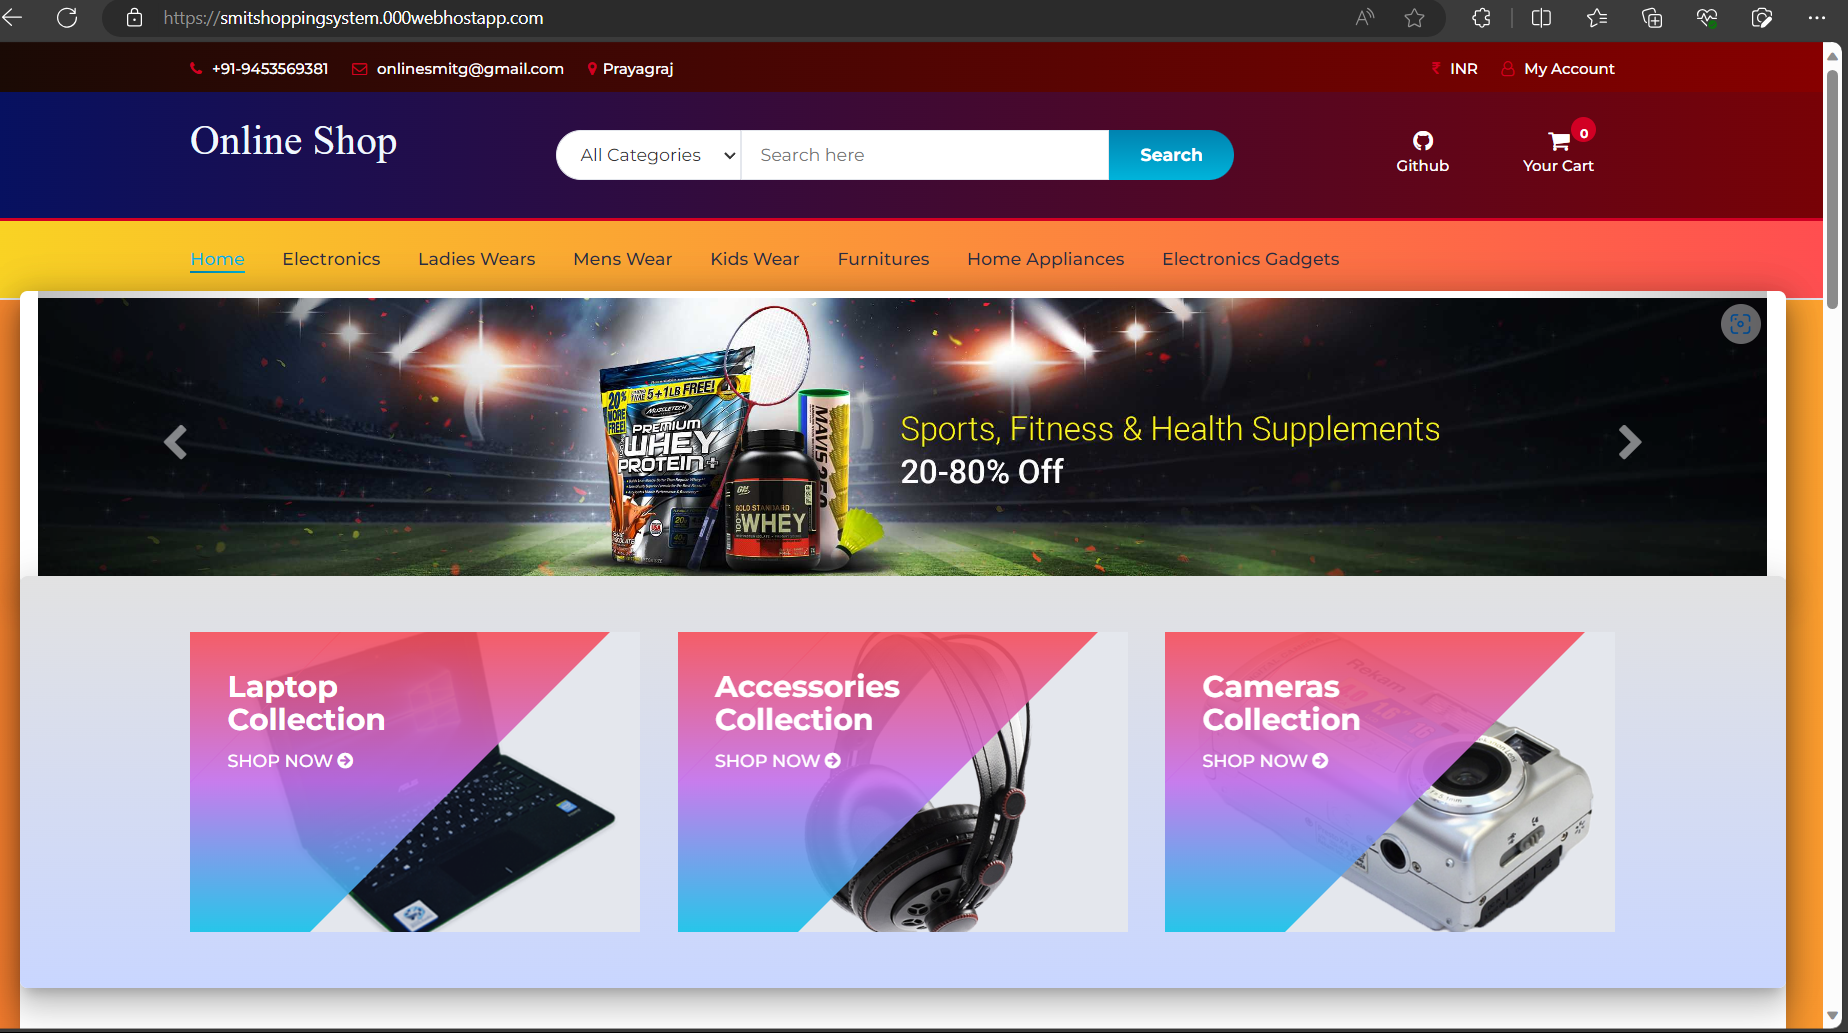 https://smitshoppingsystem.000webhostapp.com
+91-9453569381 onlinesmitg@gmail.com Prayagraj
₹ INR My Account
Online Shop
All Categories Search here Search
Github
0
Your Cart
Home Electronics Ladies Wears Mens Wear Kids Wear Furnitures Home Appliances Electronics Gadgets
20% MORE FREE!
5+1LB FREE!
MUSCLETECH
PREMIUM
WHEY
PROTEIN+
MAVIS
ON
GOLD STANDARD
100% WHEY
Sports, Fitness & Health Supplements
20-80% Off
Laptop
Collection
SHOP NOW
Accessories
Collection
SHOP NOW
Cameras
Collection
SHOP NOW
Rekam